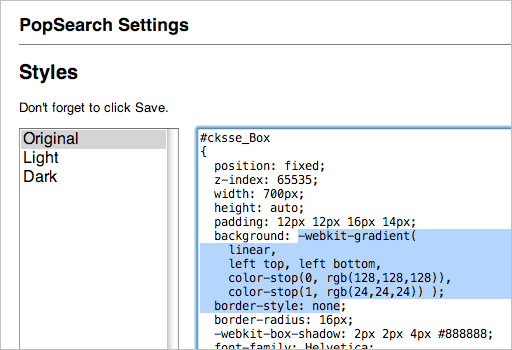 PopSearch Settings
Styles
Don't forget to click Save.
Original
Light
Dark
#cksse_Box
{
  position: fixed;
  z-index: 65535;
  width: 700px;
  height: auto;
  padding: 12px 12px 16px 14px;
  background: -webkit-gradient(
    linear,
    left top, left bottom,
    color-stop(0, rgb(128,128,128)),
    color-stop(1, rgb(24,24,24)) );
  border-style: none;
  border-radius: 16px;
  -webkit-box-shadow: 2px 2px 4px #888888;
  font-family: Helvetica;